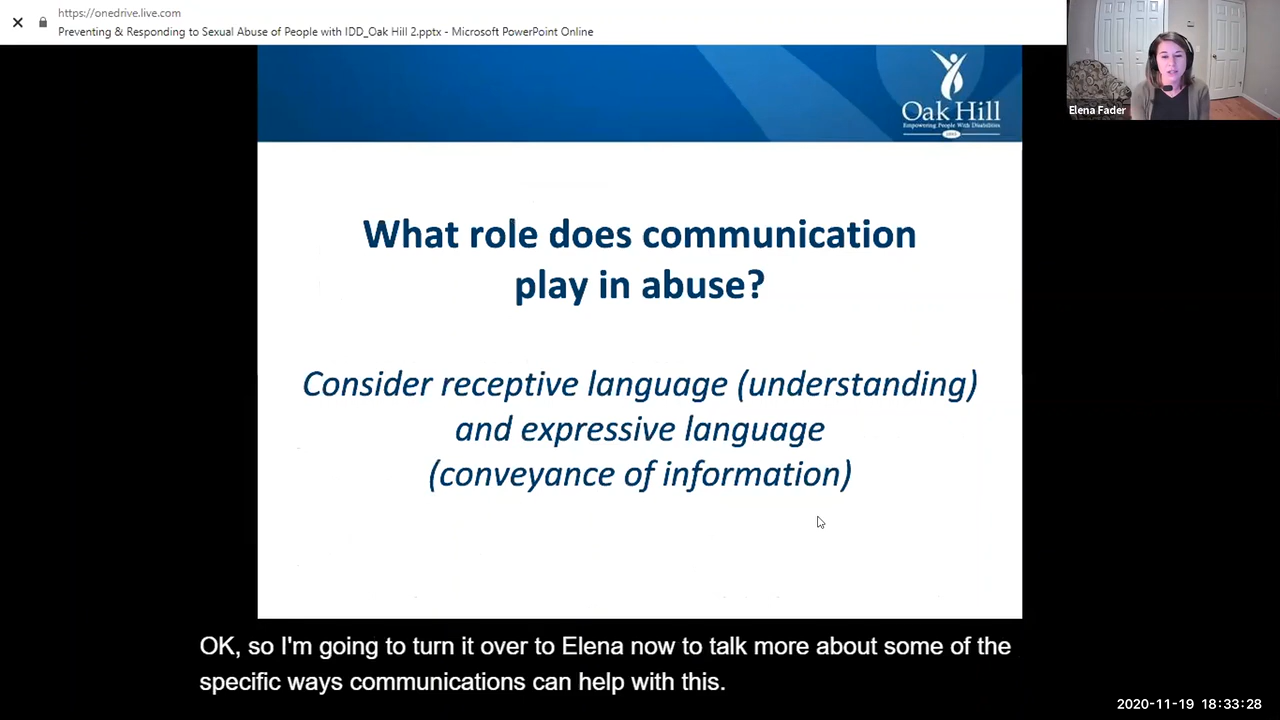 https://onedrive.live.com
Preventing & Responding to Sexual Abuse of People with IDD_Oak Hill 2.pptx - Microsoft PowerPoint Online
Oak Hill
Empowering People With Disabilities
Elena Fader
What role does communication
play in abuse?
Consider receptive language (understanding)
and expressive language
(conveyance of information)
OK, so I'm going to turn it over to Elena now to talk more about some of the
specific ways communications can help with this.
2020-11-19 18:33:28